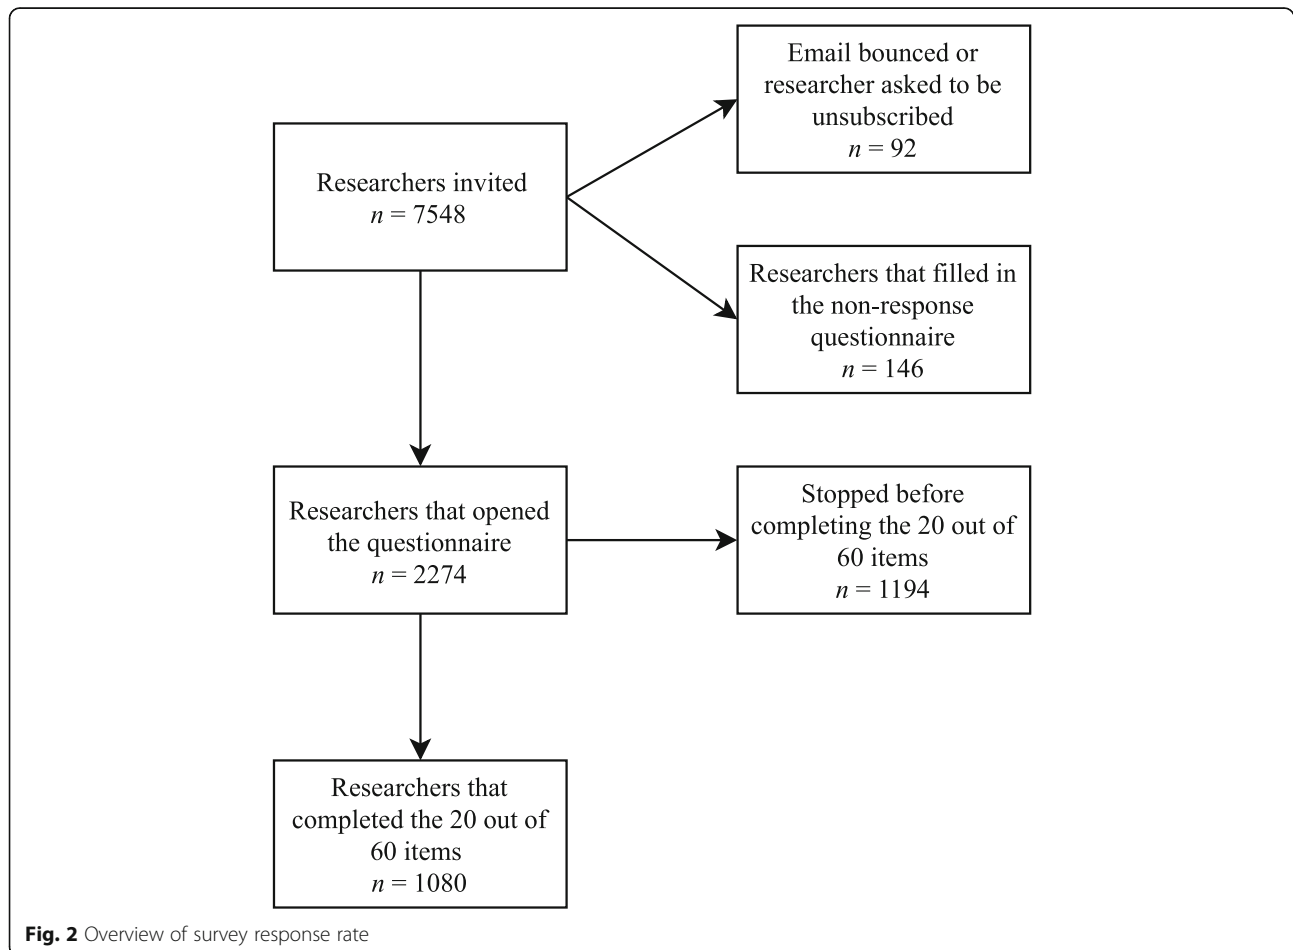 Email bounced or
researcher asked to be
unsubscribed
n = 92
Researchers invited
n = 7548
Researchers that filled in
the non-response
questionnaire
n = 146
Researchers that opened
the questionnaire
n = 2274
Stopped before
completing the 20 out of
60 items
n = 1194
Researchers that
completed the 20 out of
60 items
n = 1080
Fig. 2 Overview of survey response rate